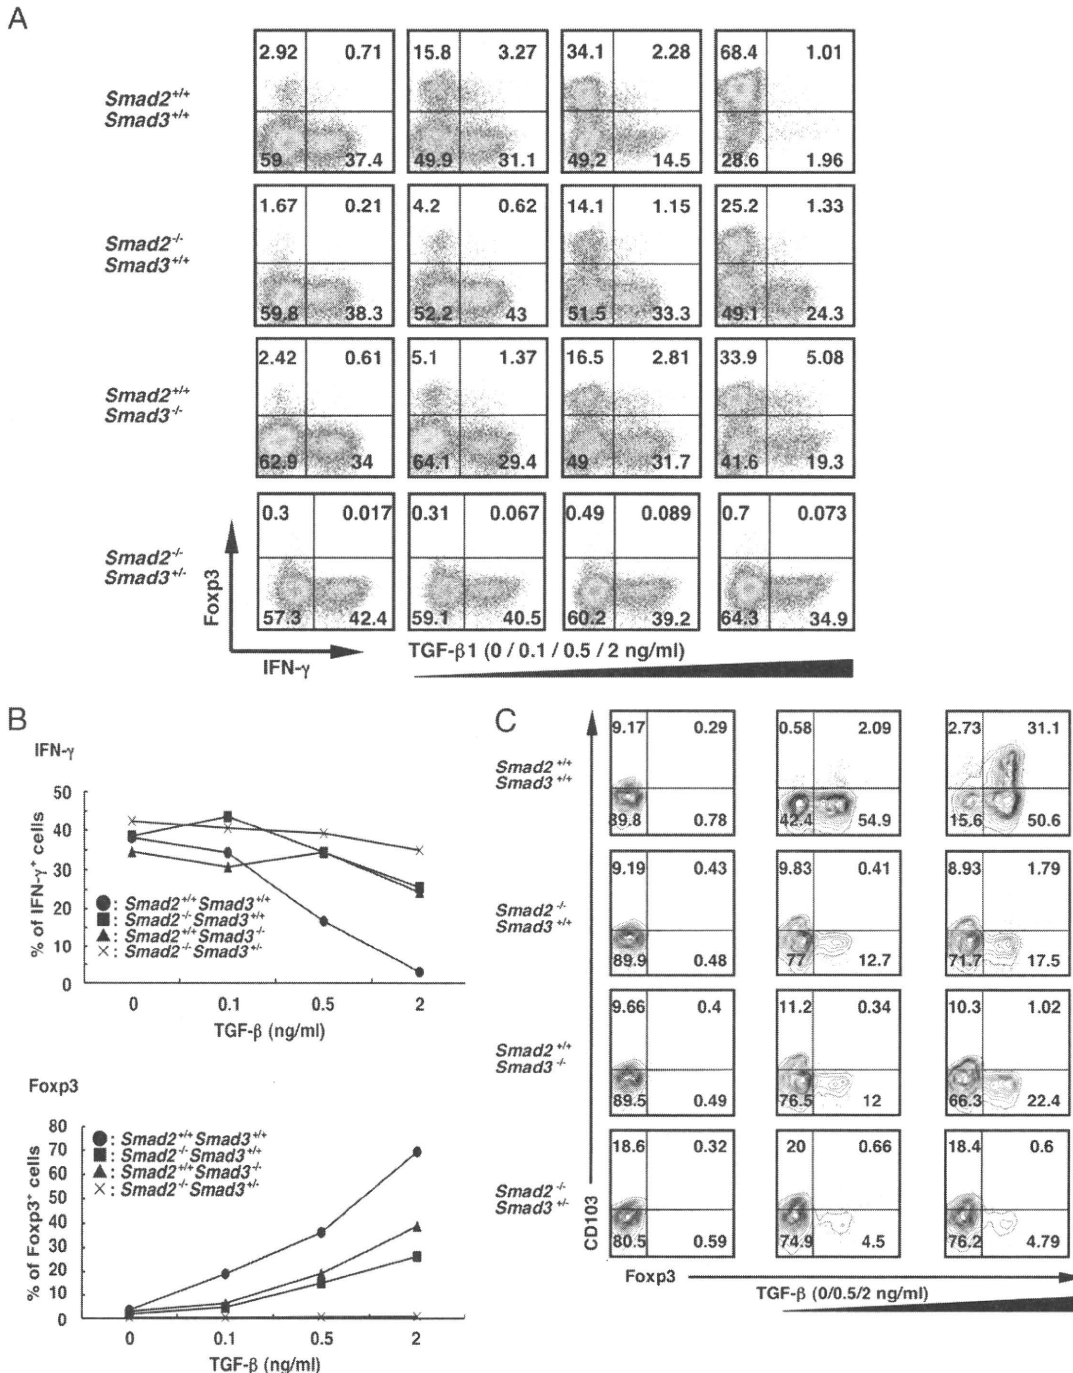 A
2.92 0.71 15.8 3.27 34.1 2.28 68.4 1.01
Smad2+/+
Smad3+/+
59 37.4 49.9 31.1 49.2 14.5 28.6 1.96
1.67 0.21 4.2 0.62 14.1 1.15 25.2 1.33
Smad2-/-
Smad3+/+
59.8 38.3 52.2 43 51.5 33.3 49.1 24.3
2.42 0.61 5.1 1.37 16.5 2.81 33.9 5.08
Smad2+/+
Smad3-/-
62.9 34 64.1 29.4 49 31.7 41.6 19.3
0.3 0.017 0.31 0.067 0.49 0.089 0.7 0.073
Smad2-/-
Smad3+/-
57.3 42.4 59.1 40.5 60.2 39.2 64.3 34.9
Foxp3
IFN-γ
TGF-β1 (0 / 0.1 / 0.5 / 2 ng/ml)
B
IFN-γ
% of IFN-γ+ cells
50
40
30
20
10
0
: Smad2+/+Smad3+/+
: Smad2-/-Smad3+/+
: Smad2+/+Smad3-/-
: Smad2-/-Smad3+/-
0 0.1 0.5 2
TGF-β (ng/ml)
Foxp3
% of Foxp3+ cells
80
70
60
50
40
30
20
10
0
: Smad2+/+Smad3+/+
: Smad2-/-Smad3+/+
: Smad2+/+Smad3-/-
: Smad2-/-Smad3+/-
0 0.1 0.5 2
TGF-β (ng/ml)
C
9.17 0.29 0.58 2.09 2.73 31.1
Smad2+/+
Smad3+/+
89.8 0.78 42.4 54.9 15.6 50.6
9.19 0.43 9.83 0.41 8.93 1.79
Smad2-/-
Smad3+/+
89.9 0.48 77 12.7 71.7 17.5
9.66 0.4 11.2 0.34 10.3 1.02
Smad2+/+
Smad3-/-
89.5 0.49 76.5 12 66.3 22.4
18.6 0.32 20 0.66 18.4 0.6
Smad2-/-
Smad3+/-
80.5 0.59 74.9 4.5 76.2 4.79
CD103
Foxp3
TGF-β (0/0.5/2 ng/ml)